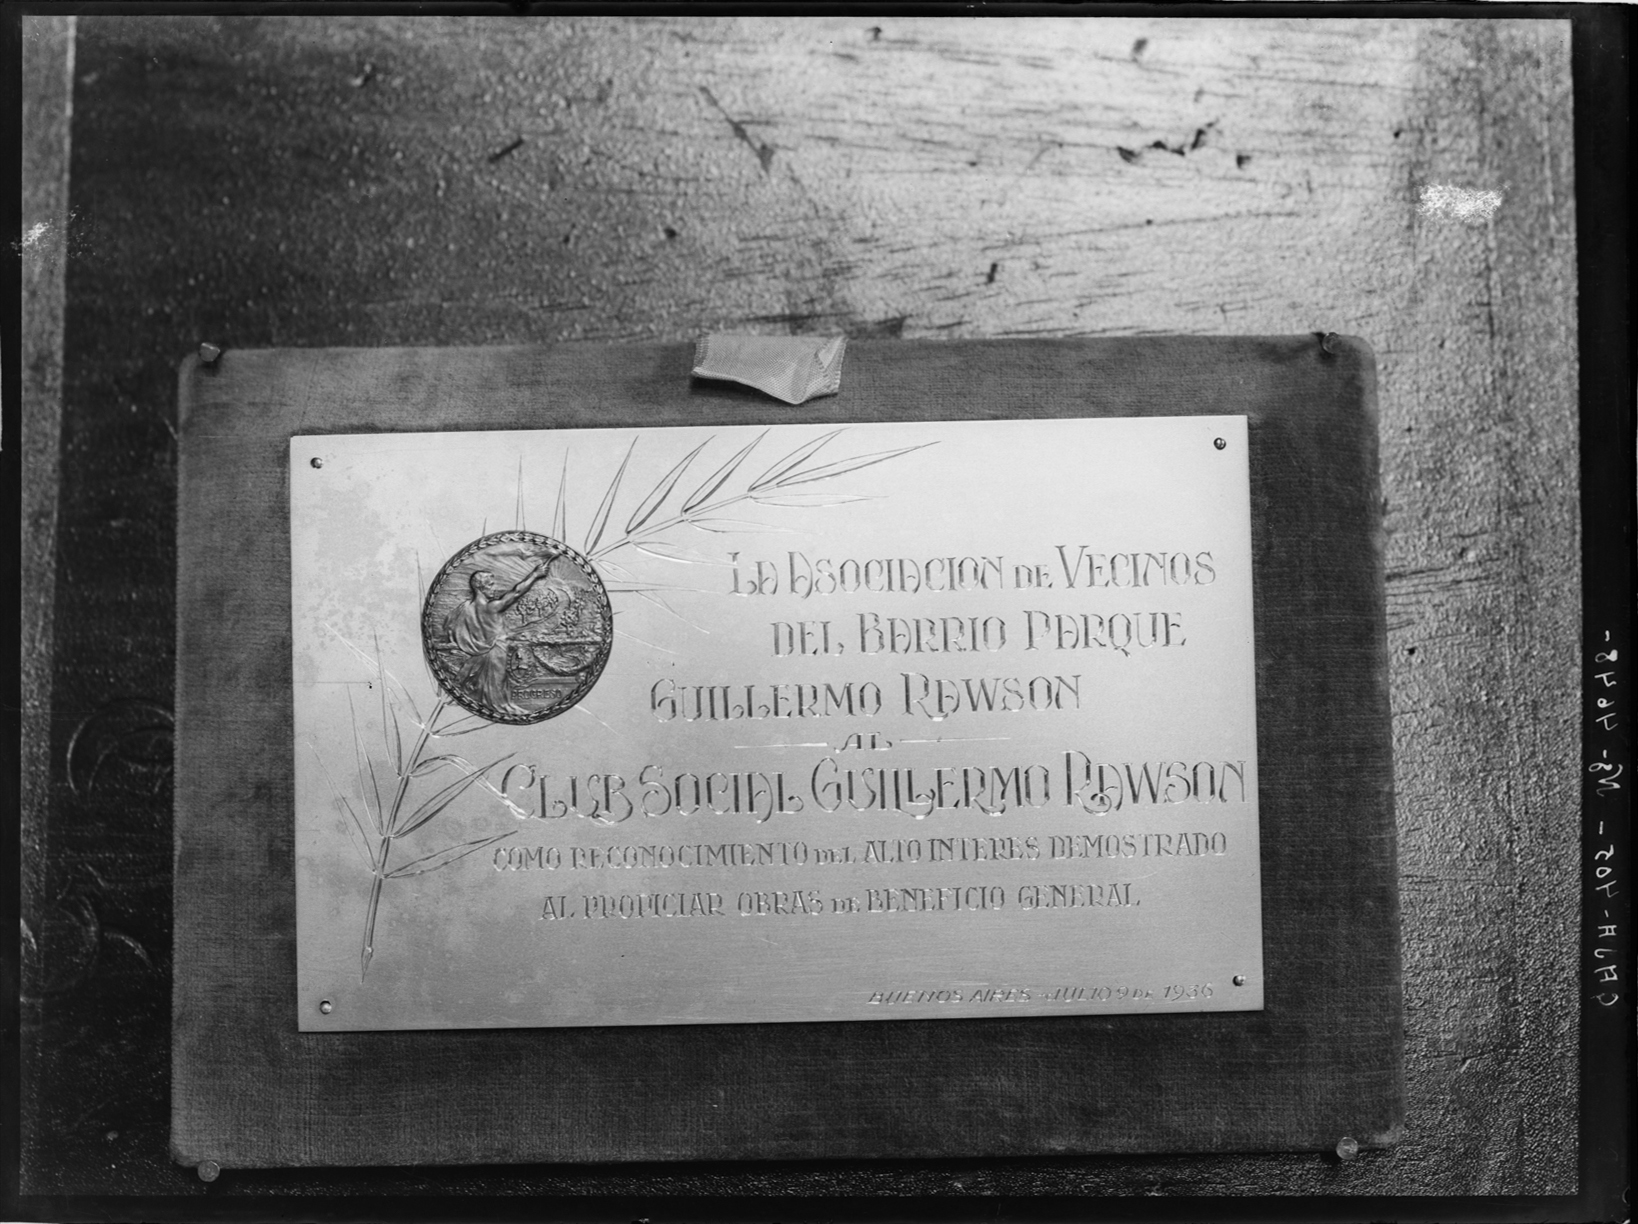 LA ASOCIACION DE VECINOS
DEL BARRIO PARQUE
GUILLERMO RAWSON
AL
CLUB SOCIAL GUILLERMO RAWSON
COMO RECONOCIMIENTO DEL ALTO INTERES DEMOSTRADO
AL PROPICIAR OBRAS DE BENEFICIO GENERAL
BUENOS AIRES - JULIO 9 DE 1936
PROGRESO